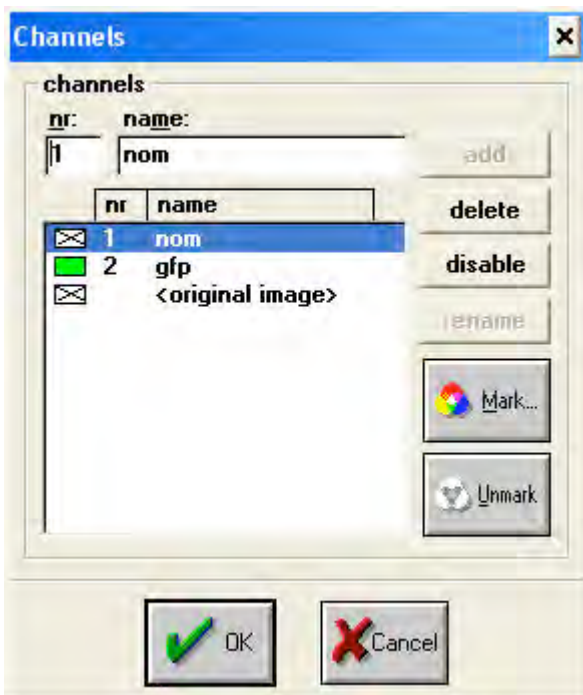 Channels
channels
nr: name:
1 nom
add
nr name
delete
1 nom
2 gfp
disable
<original image>
rename
Mark...
Unmark
OK
Cancel